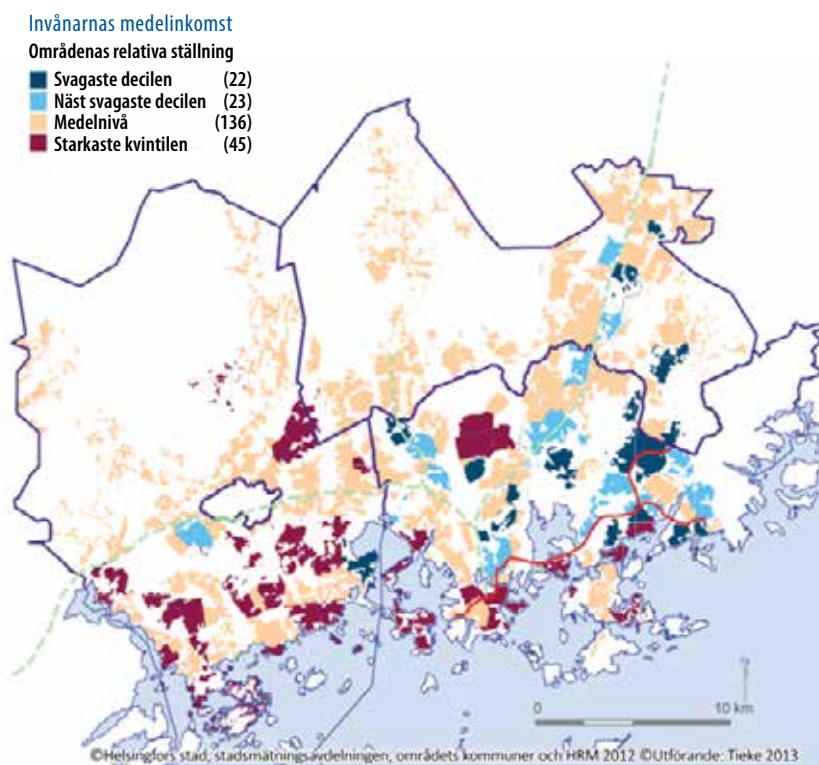 Invånarnas medelinkomst
Områdenas relativa ställning
Svagaste decilen (22)
Näst svagaste decilen (23)
Medelnivå (136)
Starkaste kvintilen (45)
0 10 km
©Helsingfors stad, stadsmätningsavdelningen, områdets kommuner och HRM 2012 ©Utförande: Tieke 2013